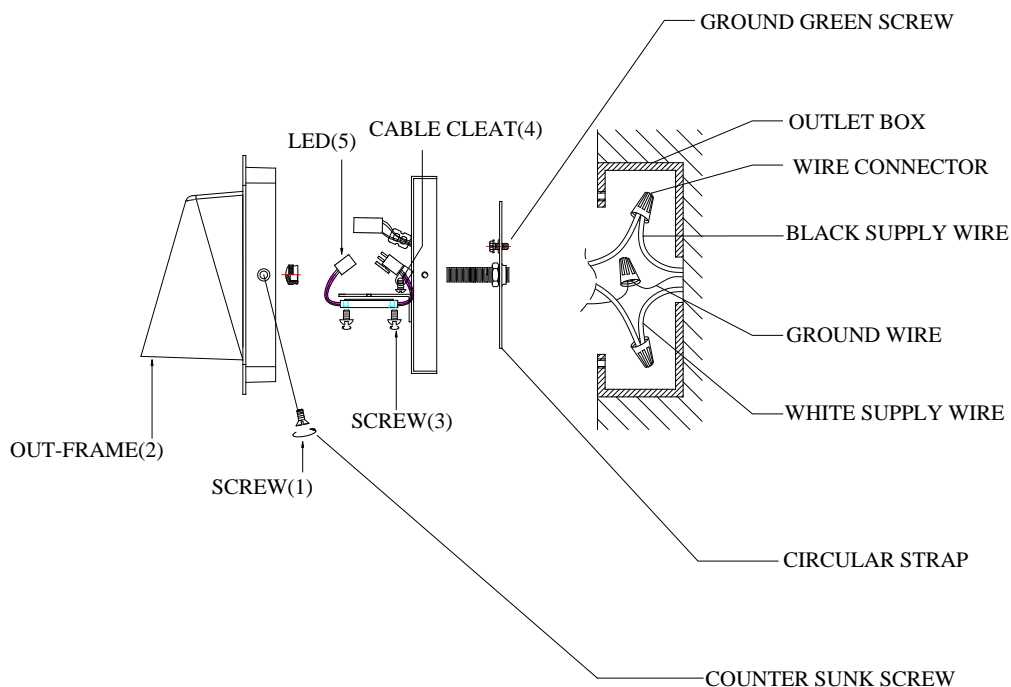 GROUND GREEN SCREW
OUTLET BOX
CABLE CLEAT(4)
LED(5)
WIRE CONNECTOR
BLACK SUPPLY WIRE
GROUND WIRE
WHITE SUPPLY WIRE
SCREW(3)
OUT-FRAME(2)
SCREW(1)
CIRCULAR STRAP
COUNTER SUNK SCREW